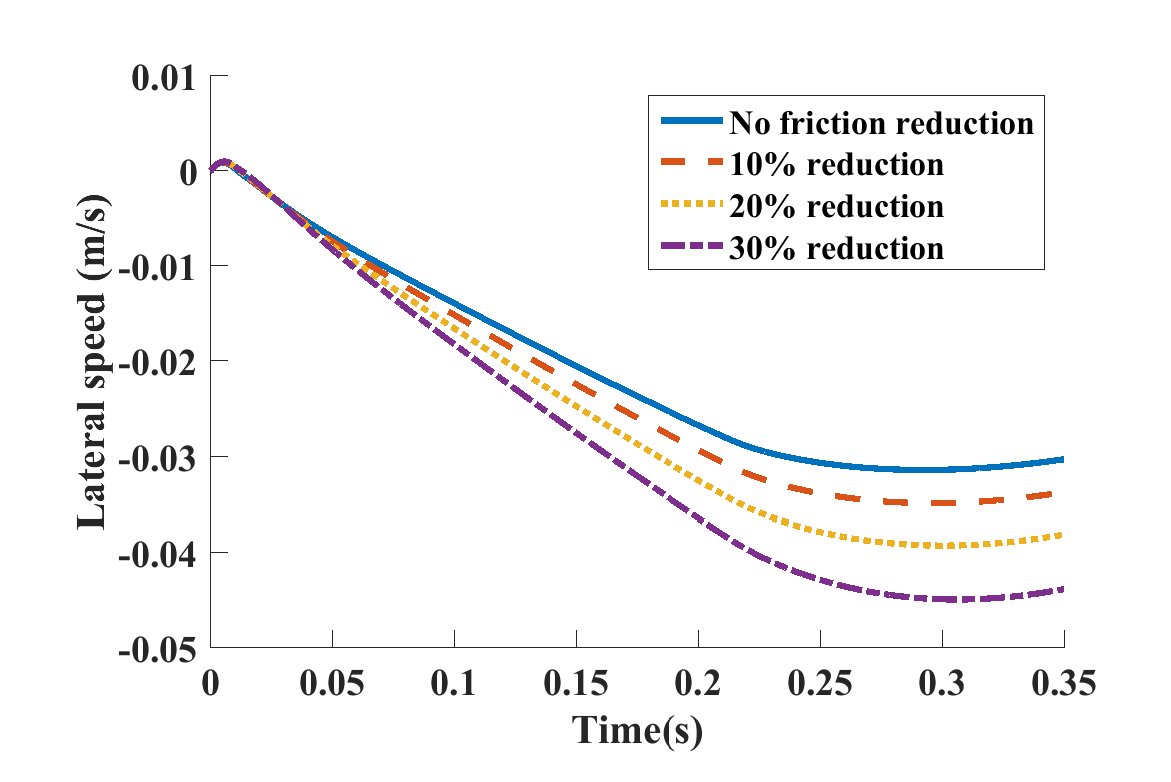 0.01
0
-0.01
-0.02
-0.03
-0.04
-0.05
Lateral speed (m/s)
No friction reduction
10% reduction
20% reduction
30% reduction
0 0.05 0.1 0.15 0.2 0.25 0.3 0.35
Time(s)